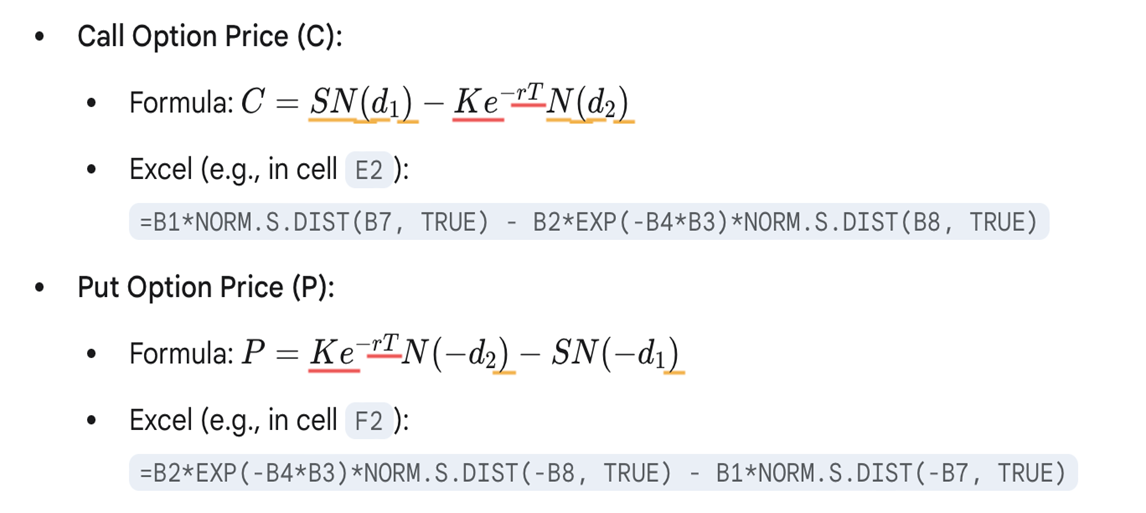 • Call Option Price (C):
• Formula: C = SN(d₁) − Ke⁻ʳᵀN(d₂)
• Excel (e.g., in cell E2 ):
=B1*NORM.S.DIST(B7, TRUE) - B2*EXP(-B4*B3)*NORM.S.DIST(B8, TRUE)
• Put Option Price (P):
• Formula: P = Ke⁻ʳᵀN(−d₂) − SN(−d₁)
• Excel (e.g., in cell F2 ):
=B2*EXP(-B4*B3)*NORM.S.DIST(-B8, TRUE) - B1*NORM.S.DIST(-B7, TRUE)